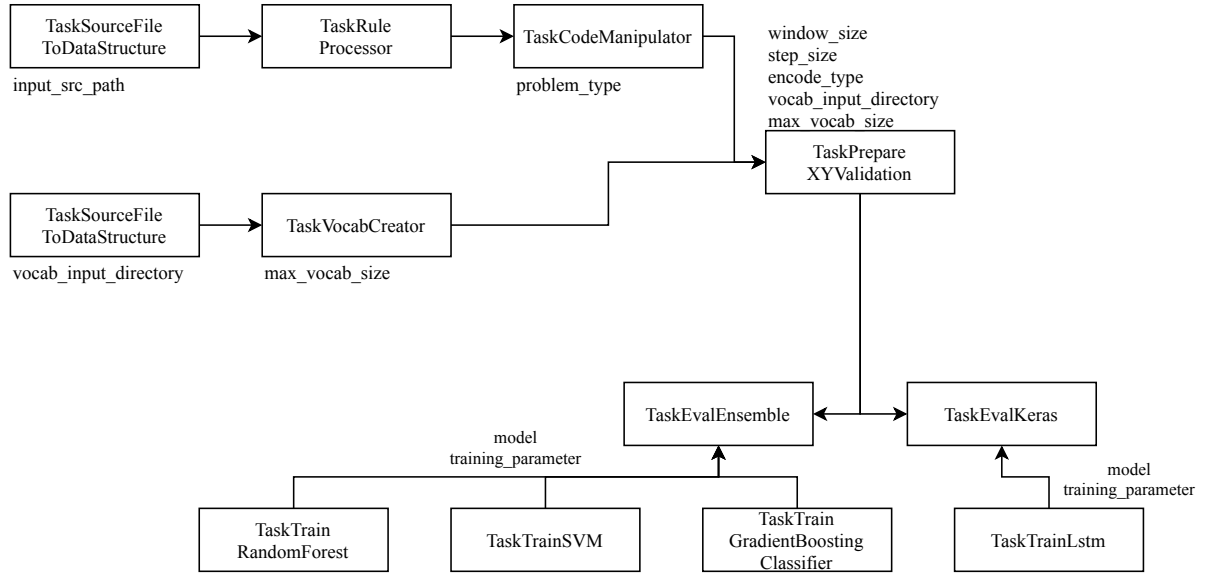 TaskSourceFile
ToDataStructure
input_src_path
TaskRule
Processor
TaskCodeManipulator
problem_type
window_size
step_size
encode_type
vocab_input_directory
max_vocab_size
TaskPrepare
XYValidation
TaskSourceFile
ToDataStructure
vocab_input_directory
TaskVocabCreator
max_vocab_size
TaskEvalEnsemble
TaskEvalKeras
model
training_parameter
model
training_parameter
TaskTrain
RandomForest
TaskTrainSVM
TaskTrain
GradientBoosting
Classifier
TaskTrainLstm